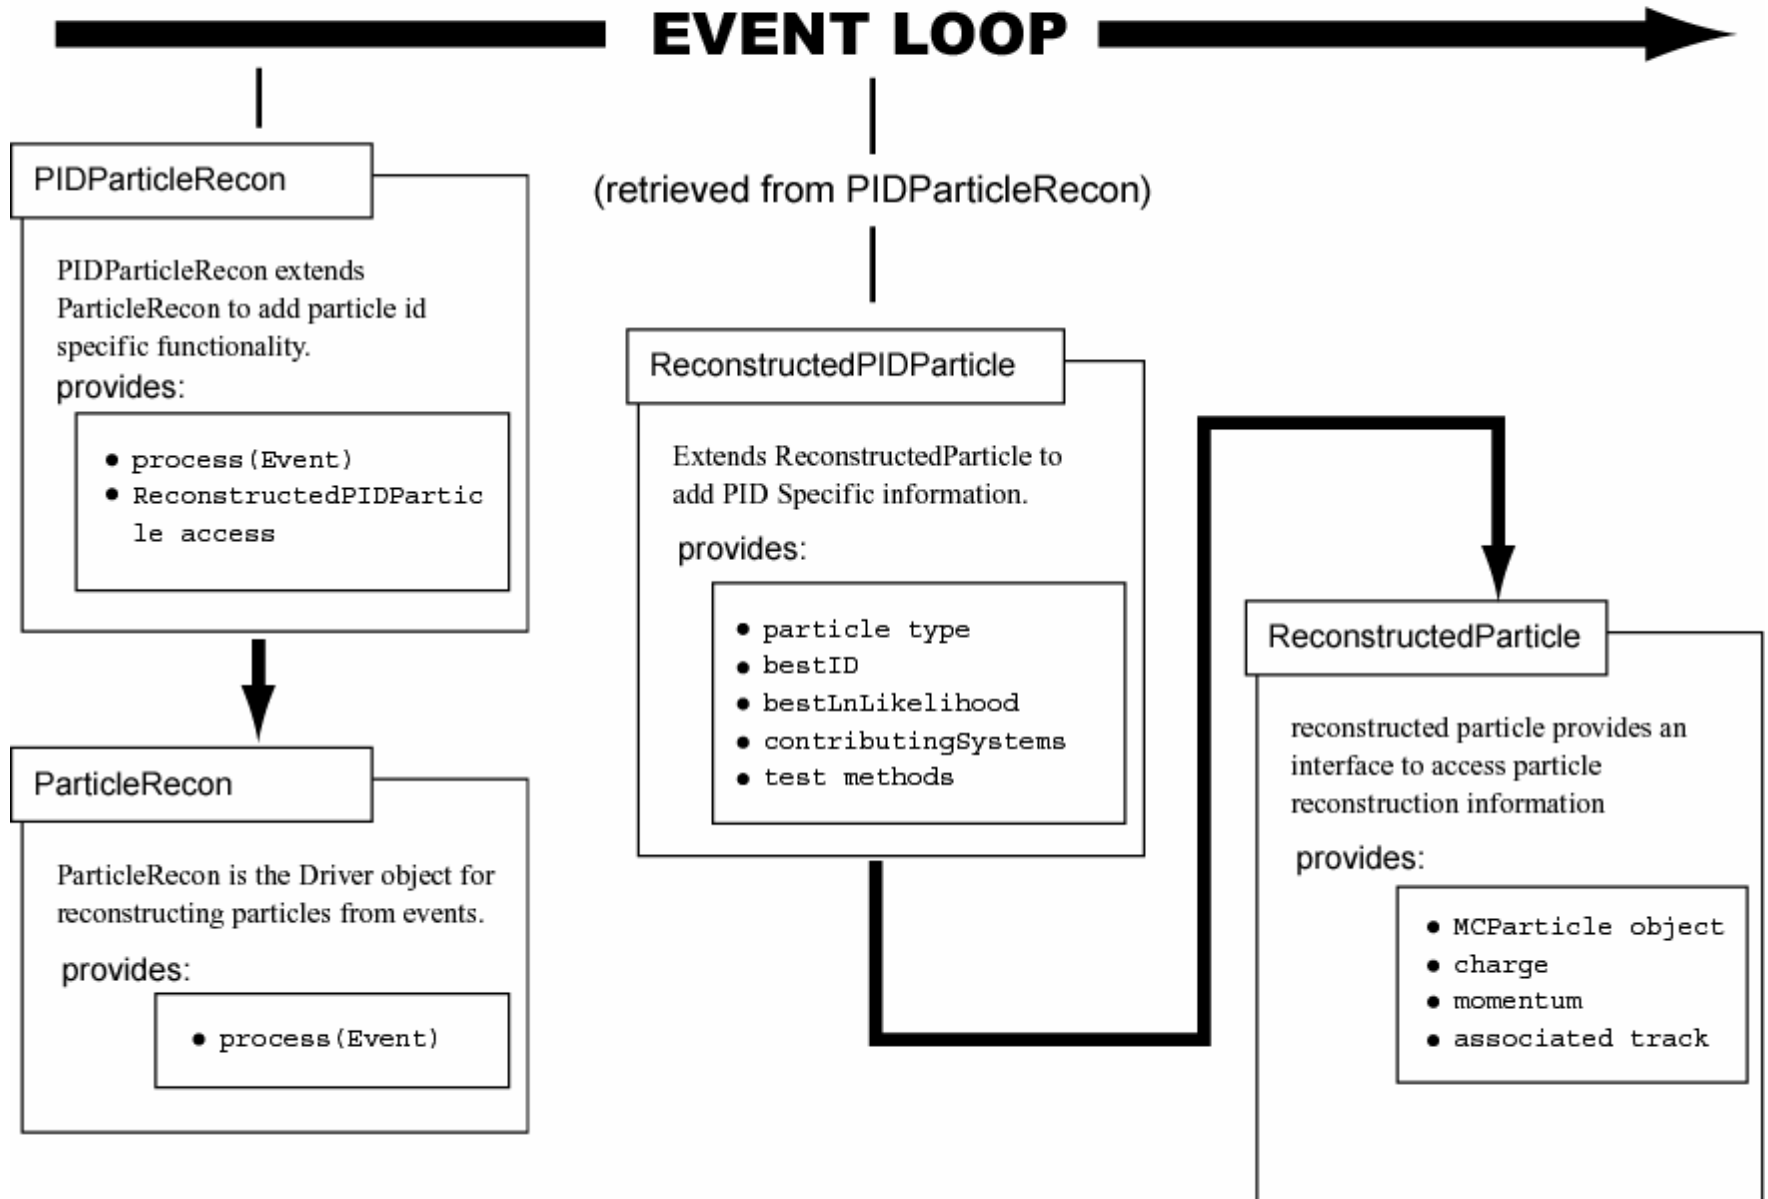 EVENT LOOP
PIDParticleRecon
PIDParticleRecon extends
ParticleRecon to add particle id
specific functionality.
provides:
● process(Event)
● ReconstructedPIDPartic
le access
ParticleRecon
ParticleRecon is the Driver object for
reconstructing particles from events.
provides:
● process(Event)
(retrieved from PIDParticleRecon)
ReconstructedPIDParticle
Extends ReconstructedParticle to
add PID Specific information.
provides:
● particle type
● bestID
● bestLnLikelihood
● contributingSystems
● test methods
ReconstructedParticle
reconstructed particle provides an
interface to access particle
reconstruction information
provides:
● MCParticle object
● charge
● momentum
● associated track